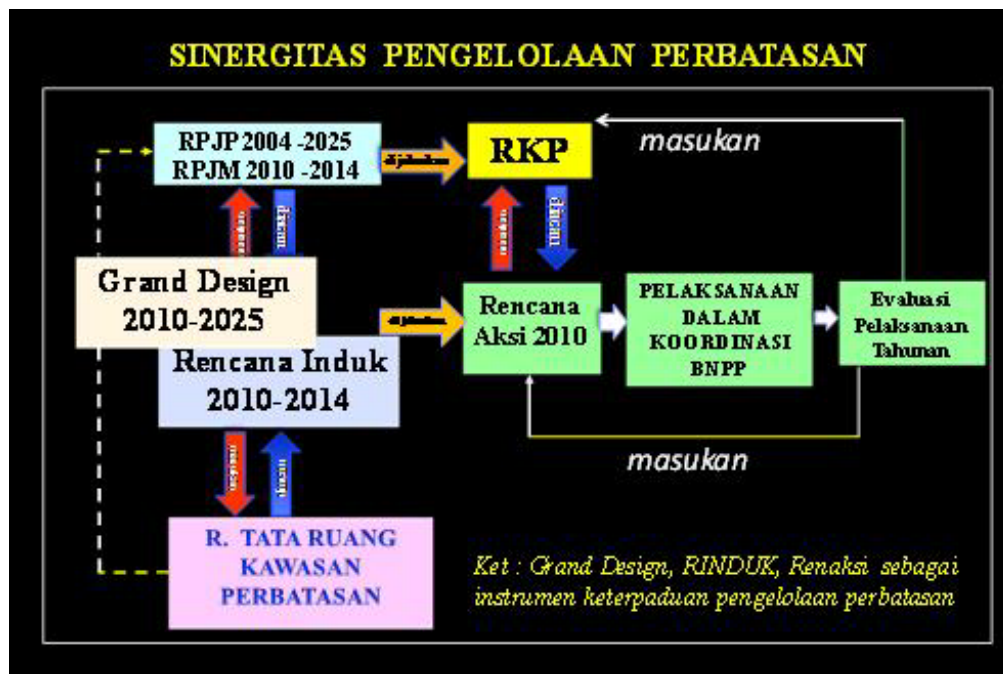 SINERGITAS PENGELOLAAN PERBATASAN
RPJP 2004 -2025
RPJM 2010 -2014
RKP
masukan
Grand Design
2010-2025
Rencana Induk
2010-2014
Rencana
Aksi 2010
PELAKSANAAN
DALAM
KOORDINASI
BNPP
Evaluasi
Pelaksanaan
Tahunan
masukan
masukan
R. TATA RUANG
KAWASAN
PERBATASAN
Ket : Grand Design, RINDUK, Renaksi sebagai
instrumen keterpaduan pengelolaan perbatasan